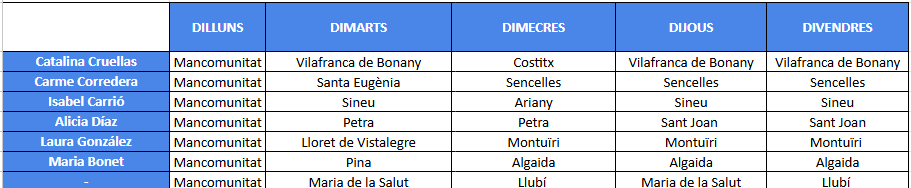 DILLUNS DIMARTS DIMECRES DIJOUS DIVENDRES
Catalina Cruellas Mancomunitat Vilafranca de Bonany Costitx Vilafranca de Bonany Vilafranca de Bonany
Carme Corredera Mancomunitat Santa Eugènia Sencelles Sencelles Sencelles
Isabel Carrió Mancomunitat Sineu Ariany Sineu Sineu
Alicia Díaz Mancomunitat Petra Petra Sant Joan Sant Joan
Laura González Mancomunitat Lloret de Vistalegre Montuïri Montuïri Montuïri
Maria Bonet Mancomunitat Pina Algaida Algaida Algaida
- Mancomunitat Maria de la Salut Llubí Maria de la Salut Llubí